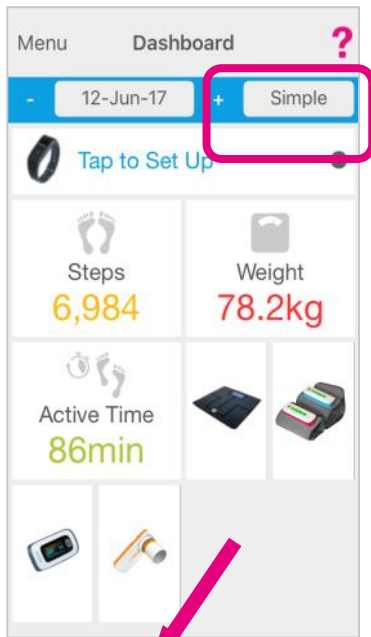 Menu Dashboard ?
- 12-Jun-17 + Simple
Tap to Set Up
Steps Weight
6,984 78.2kg
Active Time
86min